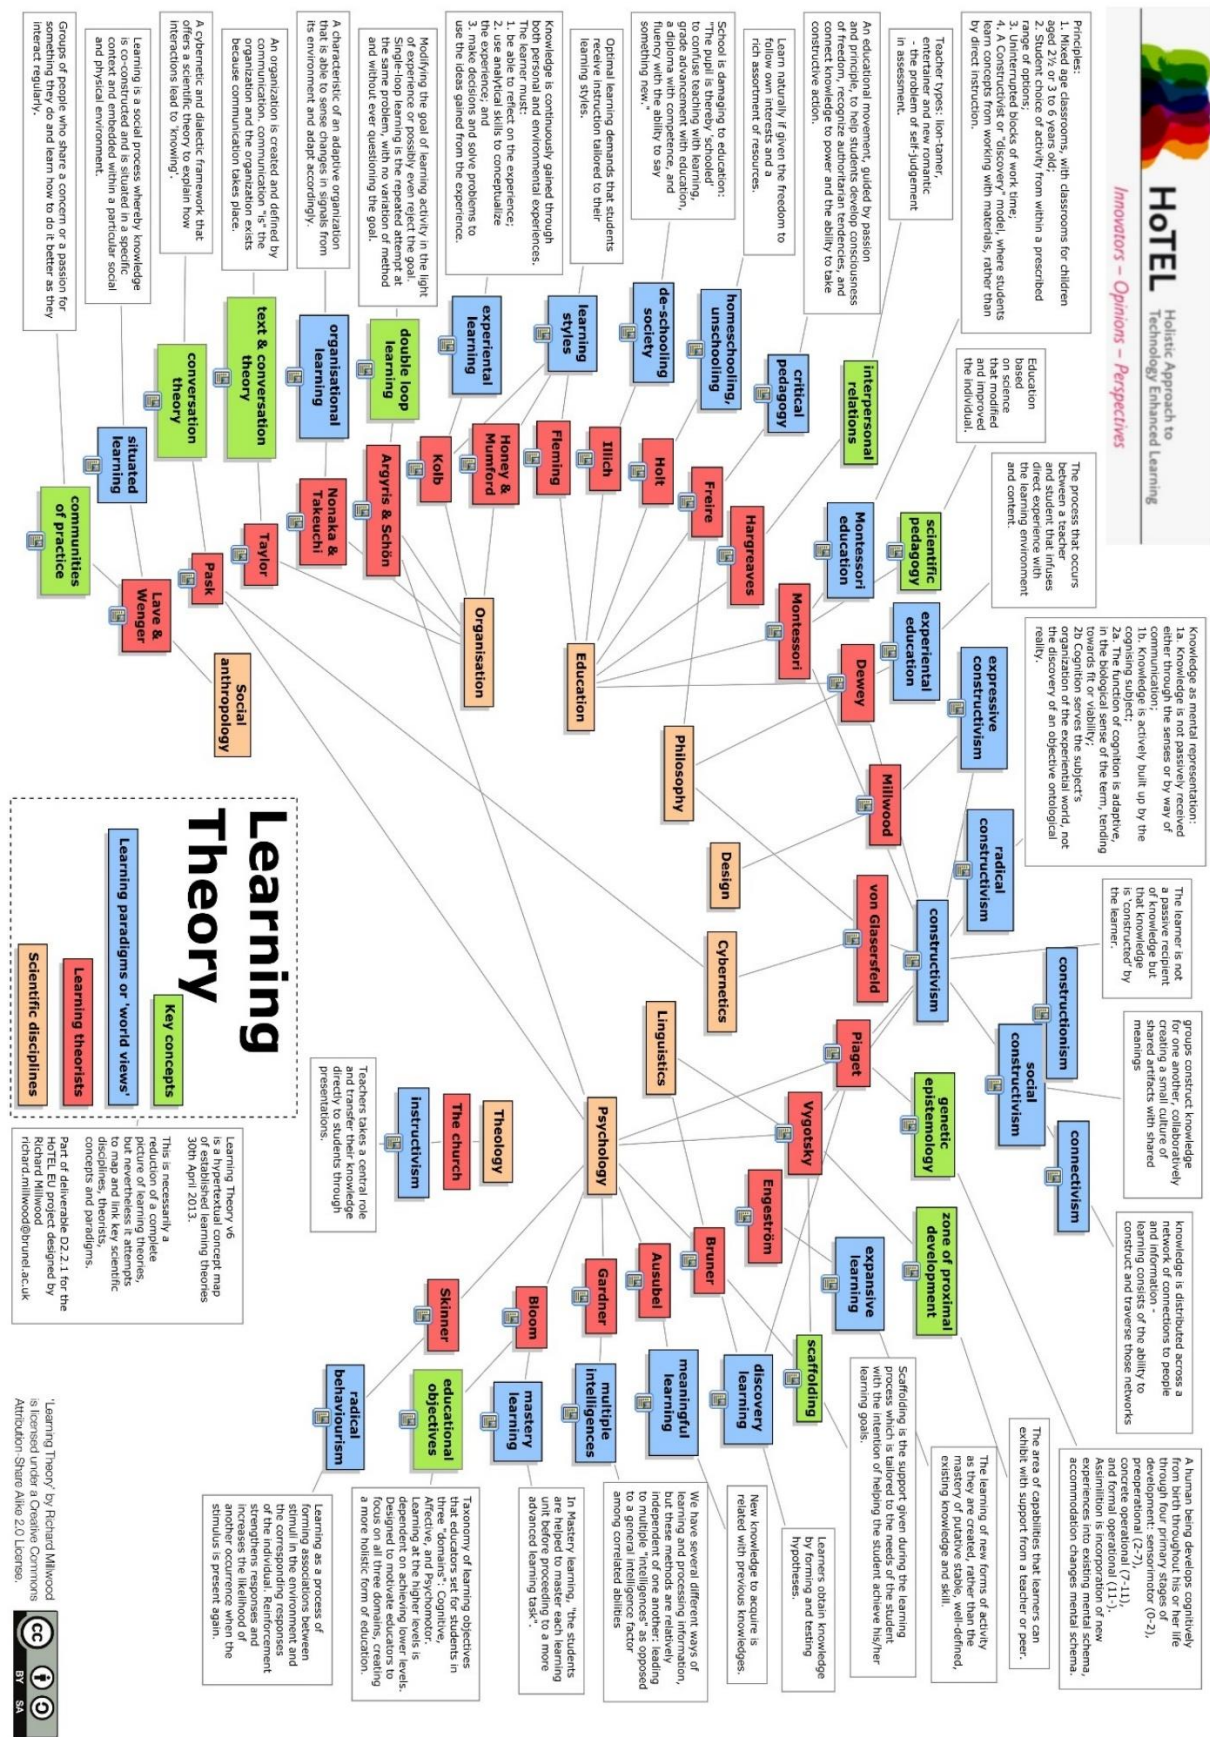 HoTEL
Holistic Approach to
Technology Enhanced Learning
Innovators – Opinions – Perspectives
Principles:
1. Mixed age classrooms, with classrooms for children
aged 2½ or 3 to 6 years old;
2. Student choice of activity from within a prescribed
range of options;
3. Uninterrupted blocks of work time;
4. A Constructivist or "discovery" model, where students
learn concepts from working with materials, rather than
by direct instruction.
Teacher types: lion-tamer,
entertainer and new romantic
- the problem of self-judgement
in assessment.
An educational movement, guided by passion
and principle, to help students develop consciousness
of freedom, recognize authoritarian tendencies, and
connect knowledge to power and the ability to take
constructive action.
Learn naturally if given the freedom to
follow own interests and a
rich assortment of resources.
School is damaging to education:
"The pupil is thereby 'schooled'
to confuse teaching with learning,
grade advancement with education,
a diploma with competence, and
fluency with the ability to say
something new."
Optimal learning demands that students
receive instruction tailored to their
learning styles.
Knowledge is continuously gained through
both personal and environmental experiences.
The learner must:
1. be able to reflect on the experience;
2. use analytical skills to conceptualize
the experience; and
3. make decisions and solve problems to
use the ideas gained from the experience.
Modifying the goal of learning activity in the light
of experience or possibly even reject the goal.
Single-loop learning is the repeated attempt at
the same problem, with no variation of method
and without ever questioning the goal.
A characteristic of an adaptive organization
that is able to sense changes in signals from
its environment and adapt accordingly.
An organization is created and defined by
communication. communication "is" the
organization and the organization exists
because communication takes place.
A cybernetic and dialectic framework that
offers a scientific theory to explain how
interactions lead to 'knowing'.
Learning is a social process whereby knowledge
is co-constructed and is situated in a specific
context and embedded within a particular social
and physical environment.
Groups of people who share a concern or a passion for
something they do and learn how to do it better as they
interact regularly.
Education
based
on science
that modified
and improved
the individual.
The process that occurs
between a teacher
and student that infuses
direct experience with
the learning environment
and content.
Knowledge as mental representation:
1a. Knowledge is not passively received
either through the senses or by way of
communication;
1b. Knowledge is actively built up by the
cognising subject;
2a. The function of cognition is adaptive,
in the biological sense of the term, tending
towards fit or viability;
2b Cognition serves the subject's
organization of the experiential world, not
the discovery of an objective ontological
reality.
The learner is not
a passive recipient
of knowledge but
that knowledge
is 'constructed' by
the learner.
groups construct knowledge
for one another, collaboratively
creating a small culture of
shared artifacts with shared
meanings
knowledge is distributed across a
network of connections to people
and information -
learning consists of the ability to
construct and traverse those networks
A human being develops cognitively
from birth throughout his or her life
through four primary stages of
development: sensorimotor (0-2),
preoperational (2-7),
concrete operational (7-11),
and formal operational (11-).
Assimilition is incorporation of new
experiences into existing mental schema,
accommodation changes mental schema.
The area of capabilities that learners can
exhibit with support from a teacher or peer.
The learning of new forms of activity
as they are created, rather than the
mastery of putative stable, well-defined,
existing knowledge and skill.
Scaffolding is the support given during the learning
process which is tailored to the needs of the student
with the intention of helping the student achieve his/her
learning goals.
Learners obtain knowledge
by forming and testing
hypotheses.
New knowledge to acquire is
related with previous knowledges.
We have several different ways of
learning and processing information,
but these methods are relatively
independent of one another: leading
to multiple "intelligences" as opposed
to a general intelligence factor
among correlated abilities
In Mastery learning, "the students
are helped to master each learning
unit before proceeding to a more
advanced learning task".
Taxonomy of learning objectives
that educators set for students in
three "domains": Cognitive,
Affective, and Psychomotor.
Learning at the higher levels is
dependent on achieving lower levels.
Designed to motivate educators to
focus on all three domains, creating
a more holistic form of education.
Learning as a process of
forming associations between
stimuli in the environment and
the corresponding responses
of the individual. Reinforcement
strengthens responses and
increases the likelihood of
another occurrence when the
stimulus is present again.
Teachers takes a central role
and transfer their knowledge
directly to students through
presentations.
interpersonal
relations
critical
pedagogy
homeschooling,
unschooling
de-schooling
society
learning
styles
experiential
learning
double loop
learning
organisational
learning
text & conversation
theory
conversation
theory
situated
learning
communities
of practice
scientific
pedagogy
Montessori
education
experiental
education
expressive
constructivism
radical
constructivism
constructivism
constructionism
social
constructivism
connectivism
genetic
epistemology
zone of proximal
development
expansive
learning
scaffolding
discovery
learning
meaningful
learning
multiple
intelligences
mastery
learning
educational
objectives
radical
behaviourism
instructivism
Montessori
Hargreaves
Freire
Holt
Illich
Fleming
Honey &
Mumford
Kolb
Argyris & Schön
Nonaka &
Takeuchi
Taylor
Pask
Lave &
Wenger
Dewey
Millwood
von Glasersfeld
Piaget
Vygotsky
Engeström
Bruner
Ausubel
Gardner
Bloom
Skinner
The church
Education
Organisation
Social
anthropology
Philosophy
Design
Cybernetics
Linguistics
Psychology
Theology
Learning
Theory
Key concepts
Learning paradigms or 'world views'
Learning theorists
Scientific disciplines
Learning Theory v6
is a hypertextual concept map
of established learning theories
30th April 2013.
This is necessarily a
reduction of a complete
picture of learning theories,
but nevertheless it attempts
to map and link key scientific
disciplines, theorists,
concepts and paradigms.
Part of deliverable D2.2.1 for the
HoTEL EU project designed by
Richard Millwood
richard.millwood@brunel.ac.uk
'Learning Theory' by Richard Millwood
is licensed under a Creative Commons
Attribution-Share Alike 2.0 License.
cc
BY SA